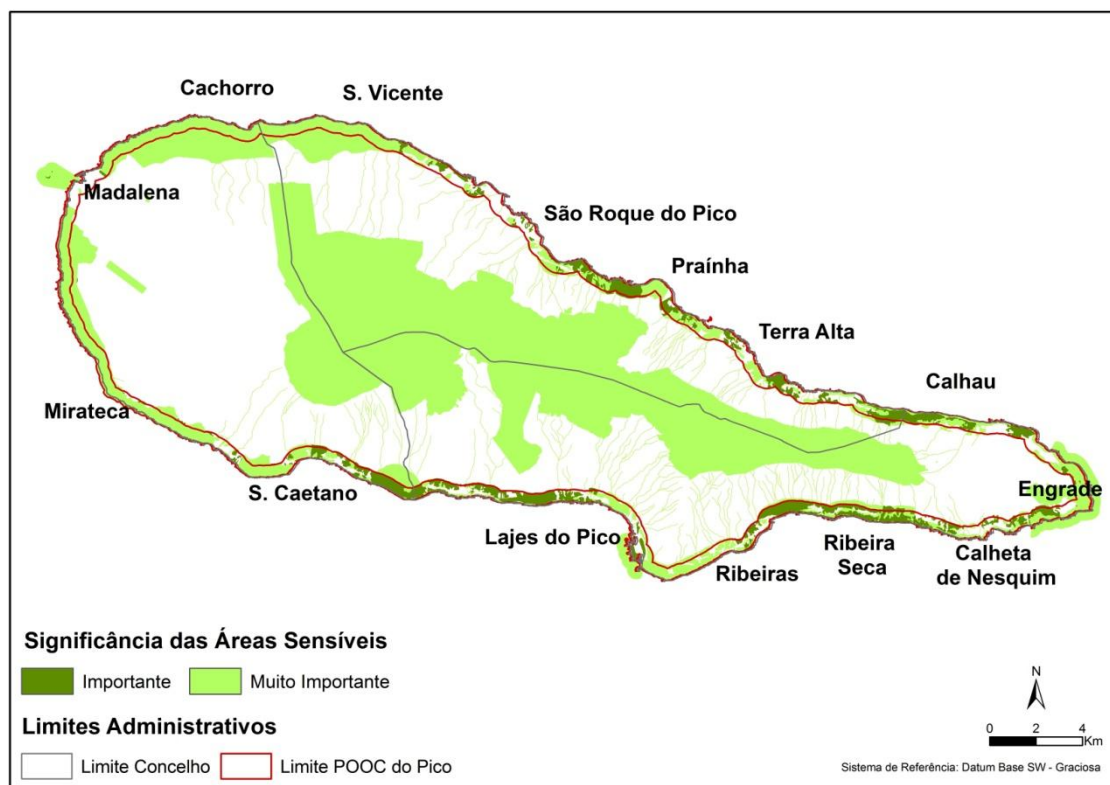 Cachorro
S. Vicente
Madalena
São Roque do Pico
Praínha
Terra Alta
Calhau
Mirateca
S. Caetano
Engrade
Lajes do Pico
Ribeiras
Ribeira
Seca
Calheta
de Nesquim
Significância das Áreas Sensíveis
Importante
Muito Importante
Limites Administrativos
Limite Concelho
Limite POOC do Pico
N
0 2 4
Km
Sistema de Referência: Datum Base SW - Graciosa